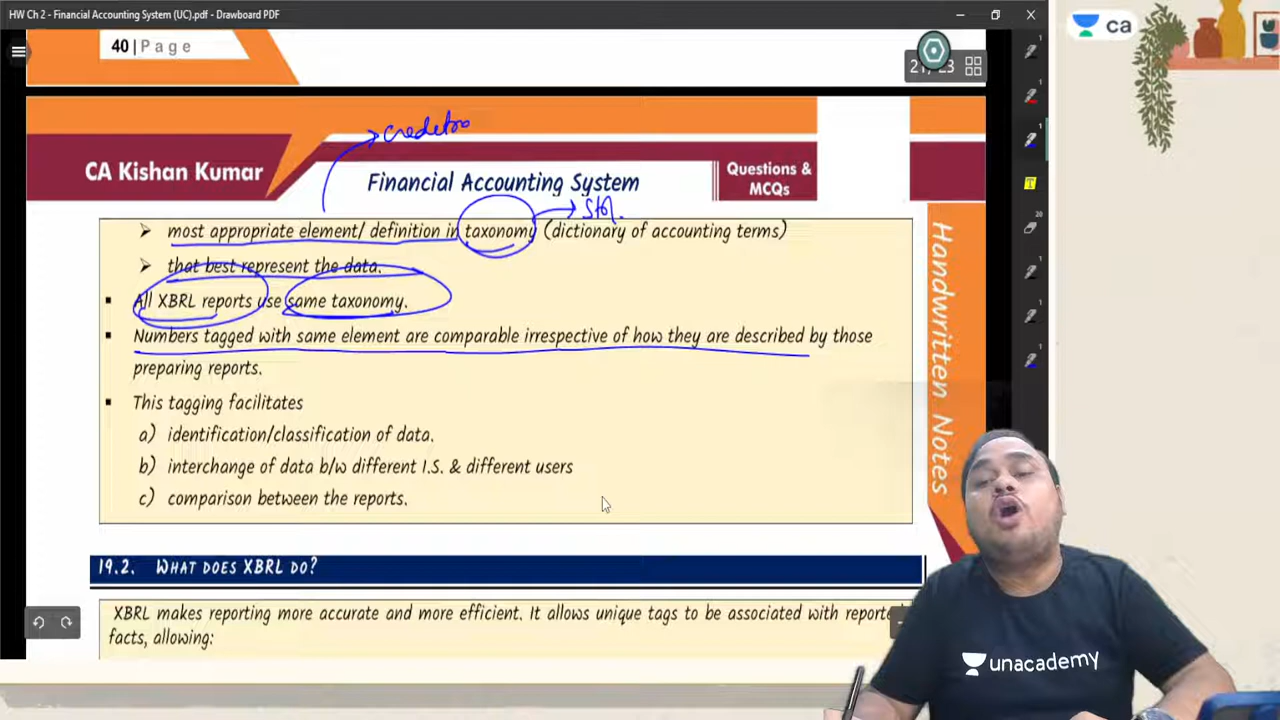 HW Ch 2 - Financial Accounting System (UC).pdf - Drawboard PDF
ca
40 | P a g e
CA Kishan Kumar
Financial Accounting System
Questions &
MCQs
➤ most appropriate element/ definition in taxonomy (dictionary of accounting terms)
➤ that best represent the data.
▪ All XBRL reports use same taxonomy.
▪ Numbers tagged with same element are comparable irrespective of how they are described by those
preparing reports.
▪ This tagging facilitates
a) identification/classification of data.
b) interchange of data b/w different I.S. & different users
c) comparison between the reports.
19.2. WHAT DOES XBRL DO?
XBRL makes reporting more accurate and more efficient. It allows unique tags to be associated with reporte
facts, allowing:
Handwritten Notes
unacademy